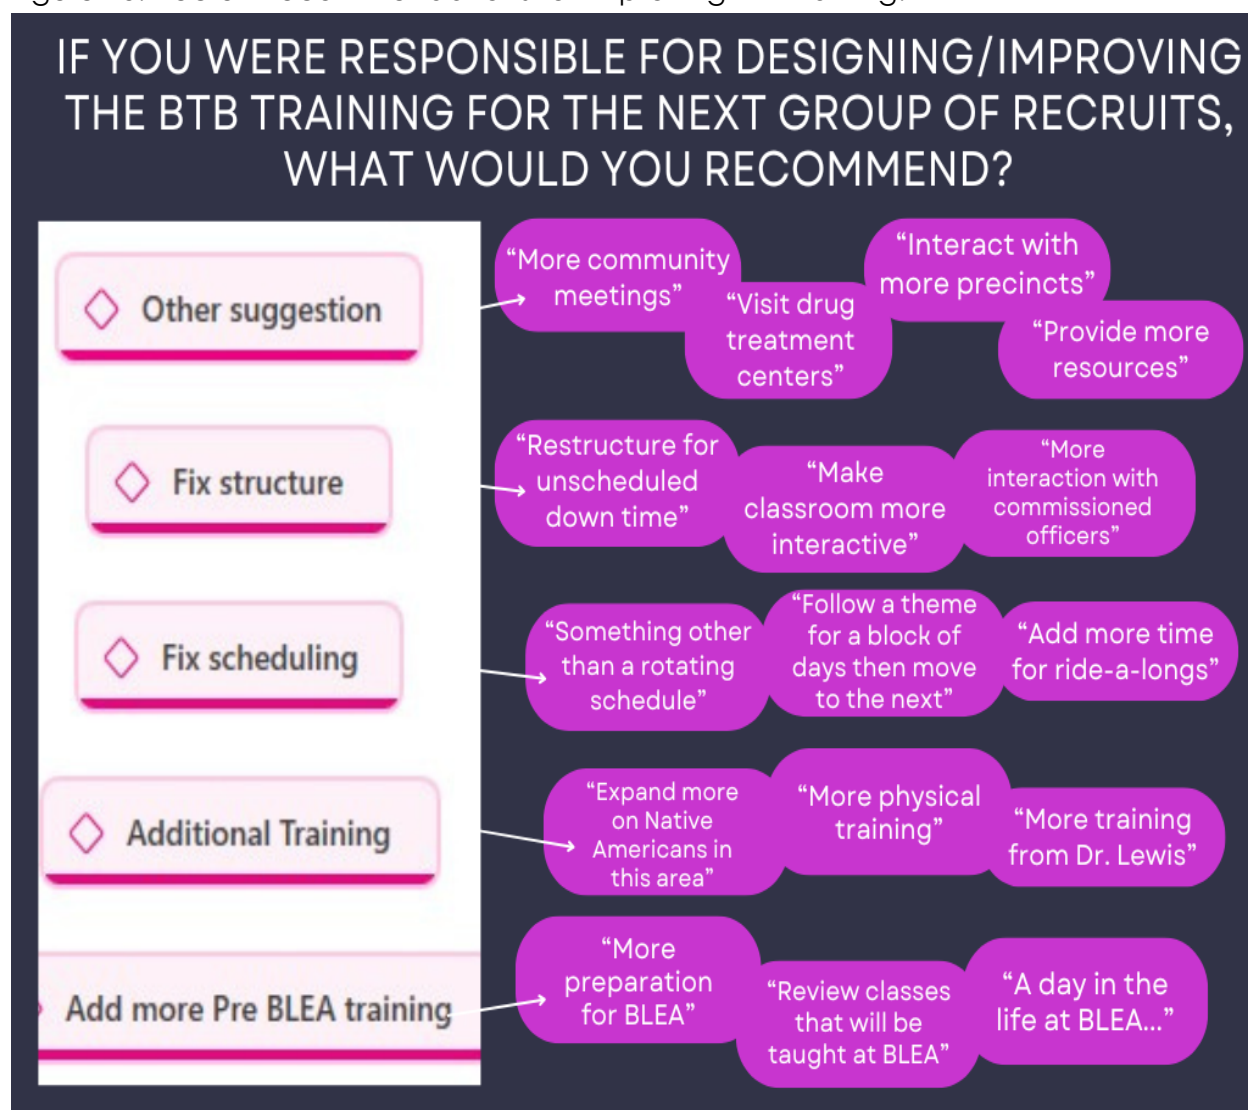 IF YOU WERE RESPONSIBLE FOR DESIGNING/IMPROVING
THE BTB TRAINING FOR THE NEXT GROUP OF RECRUITS,
WHAT WOULD YOU RECOMMEND?
Other suggestion
“More community
meetings”
“Visit drug
treatment
centers”
“Interact with
more precincts”
“Provide more
resources”
Fix structure
“Restructure for
unscheduled
down time”
“Make
classroom more
interactive”
“More
interaction with
commissioned
officers”
Fix scheduling
“Something other
than a rotating
schedule”
“Follow a theme
for a block of
days then move
to the next”
“Add more time
for ride-a-longs”
Additional Training
“Expand more
on Native
Americans in
this area”
“More physical
training”
“More training
from Dr. Lewis”
Add more Pre BLEA training
“More
preparation
for BLEA”
“Review classes
that will be
taught at BLEA”
“A day in the
life at BLEA...”